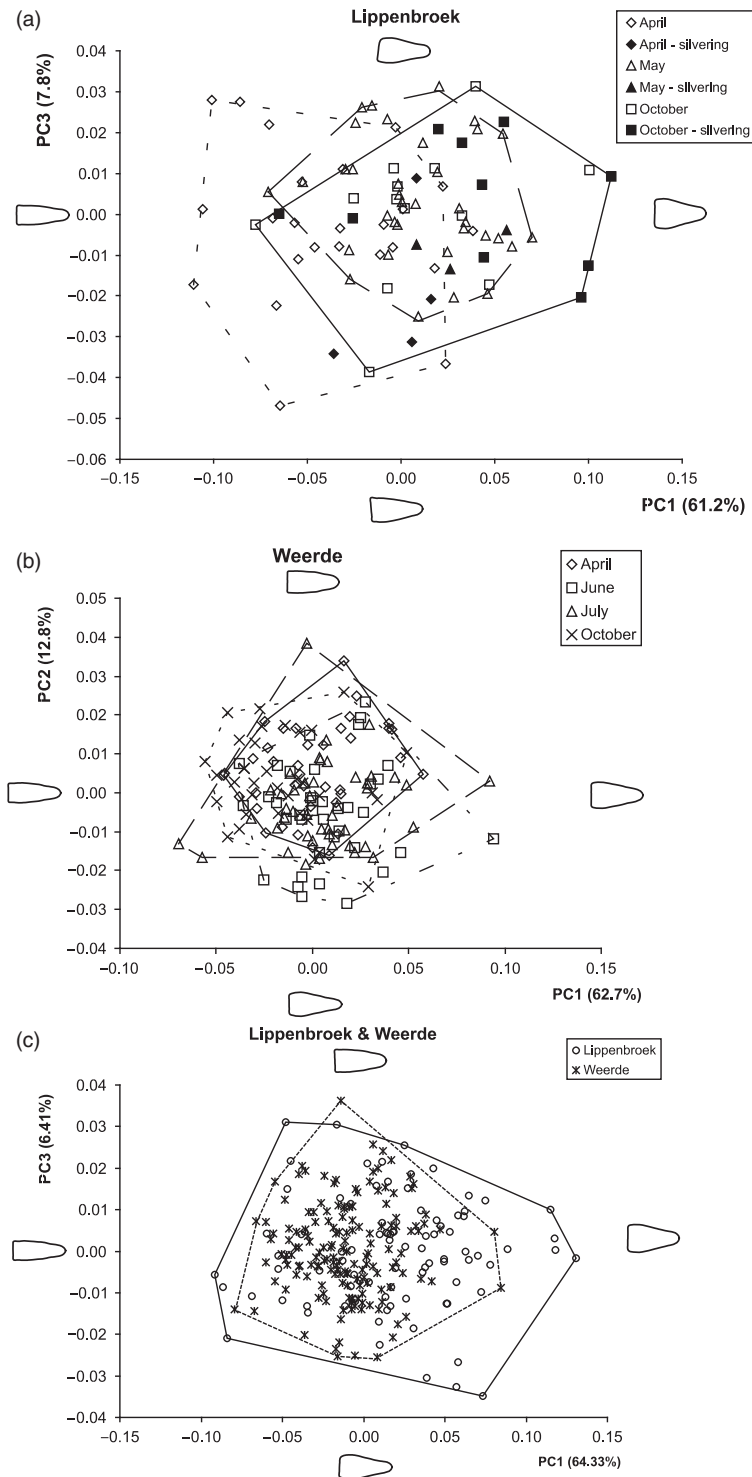 (a)
Lippenbroek
◇ April
◆ April - silvering
△ May
▲ May - silvering
□ October
■ October - silvering
PC3 (7.8%)
0.04
0.03
0.02
0.01
0.00
−0.01
−0.02
−0.03
−0.04
−0.05
−0.06
−0.15 −0.10 −0.05 0.00 0.05 0.10 0.15
PC1 (61.2%)
(b)
Weerde
◇ April
□ June
△ July
× October
PC2 (12.8%)
0.05
0.04
0.03
0.02
0.01
0.00
−0.01
−0.02
−0.03
−0.04
−0.10 −0.05 0.00 0.05 0.10 0.15
PC1 (62.7%)
(c)
Lippenbroek & Weerde
○ Lippenbroek
✳ Weerde
PC3 (6.41%)
0.04
0.03
0.02
0.01
0.00
−0.01
−0.02
−0.03
−0.04
−0.15 −0.10 −0.05 0.00 0.05 0.10 0.15
PC1 (64.33%)